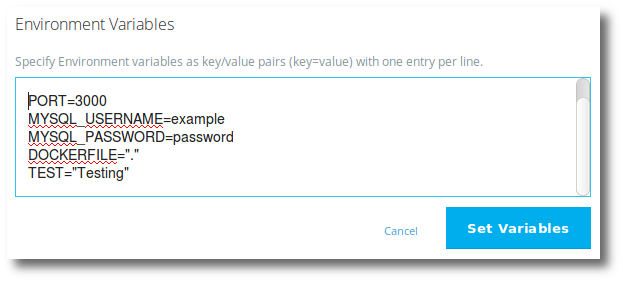 Environment Variables
Specify Environment variables as key/value pairs (key=value) with one entry per line.
PORT=3000
MYSQL_USERNAME=example
MYSQL_PASSWORD=password
DOCKERFILE="."
TEST="Testing"
Cancel
Set Variables